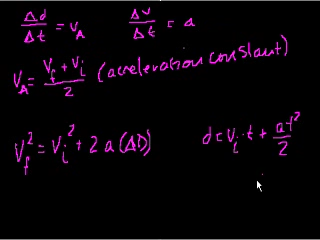 Δd/Δt = V_A    Δv/Δt = a
V_A = (V_f + V_i)/2 (acceleration constant)
V_f² = V_i² + 2a(ΔD)    d = V_i·t + at²/2